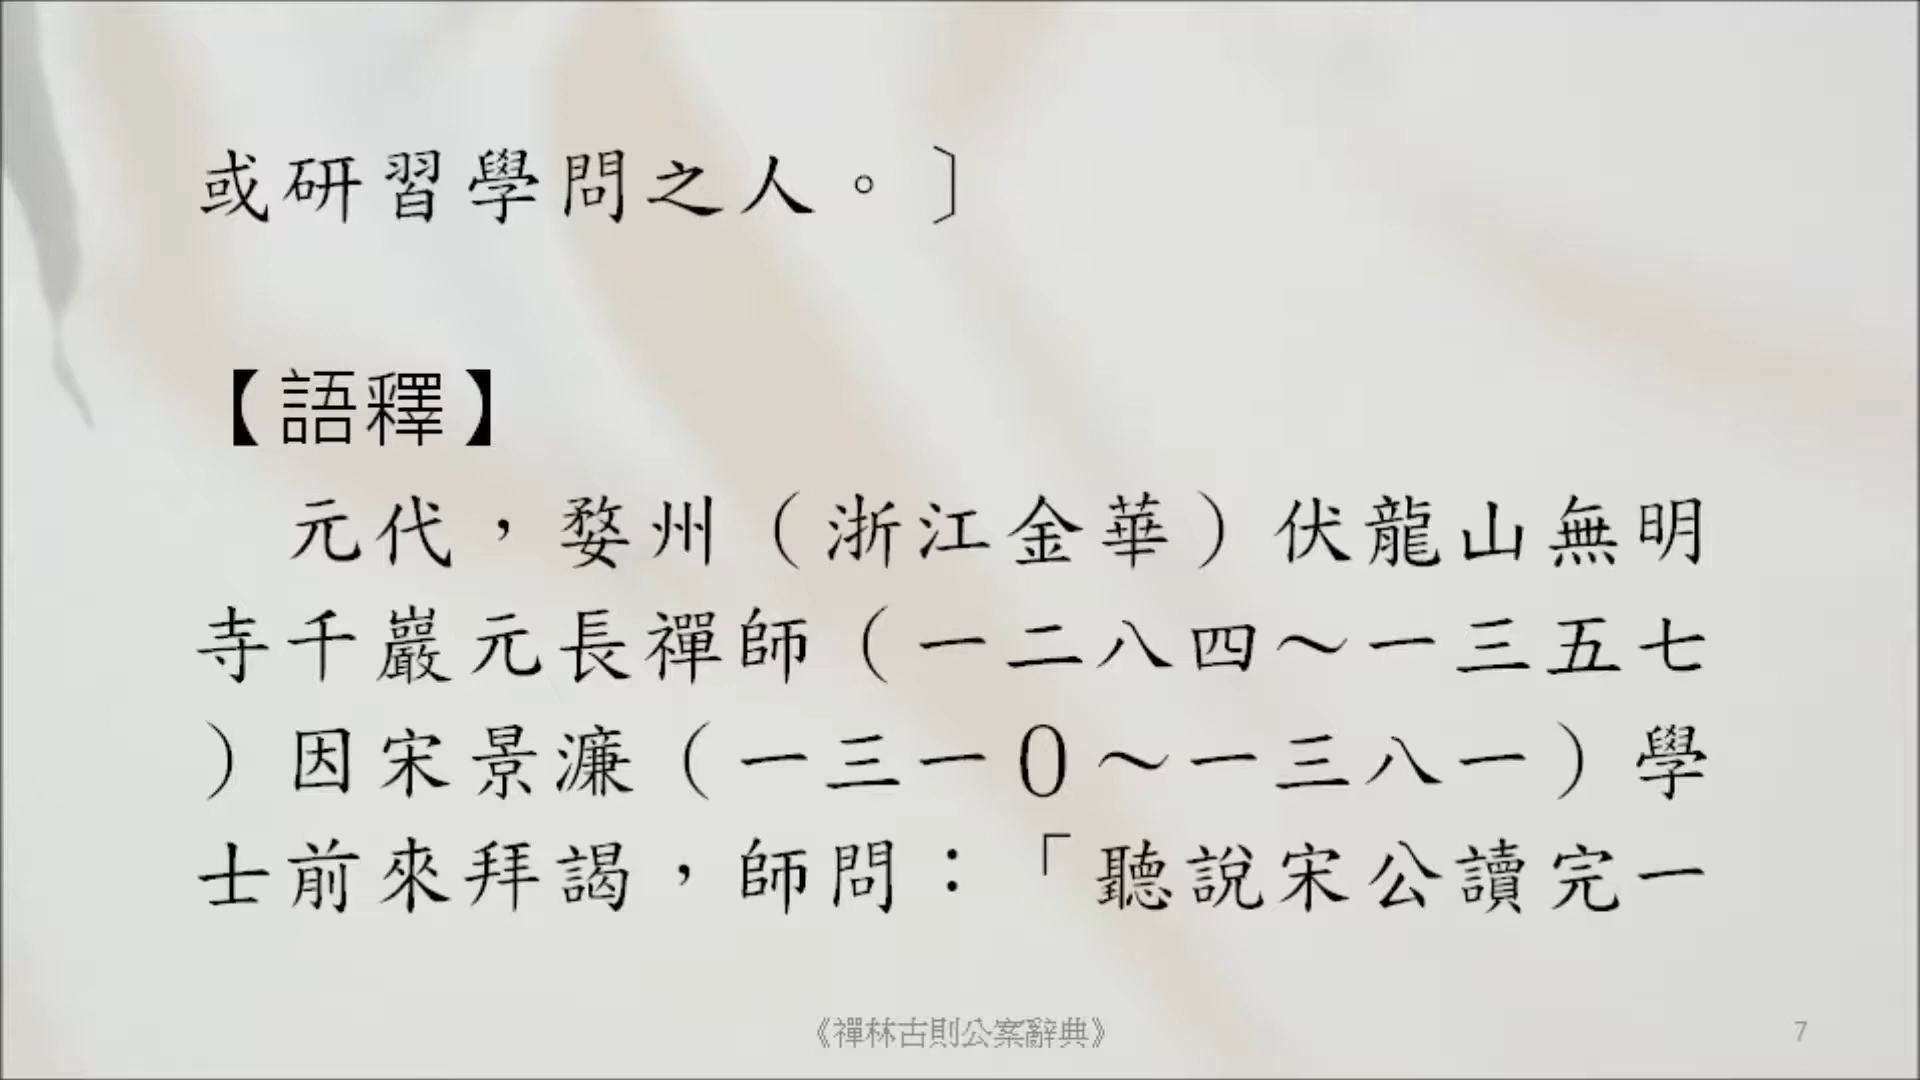 或研習學問之人。〕
【語釋】
元代，婺州（浙江金華）伏龍山無明
寺千巖元長禪師（一二八四～一三五七
）因宋景濂（一三一0～一三八一）學
士前來拜謁，師問：「聽說宋公讀完一
《禪林古則公案辭典》
7